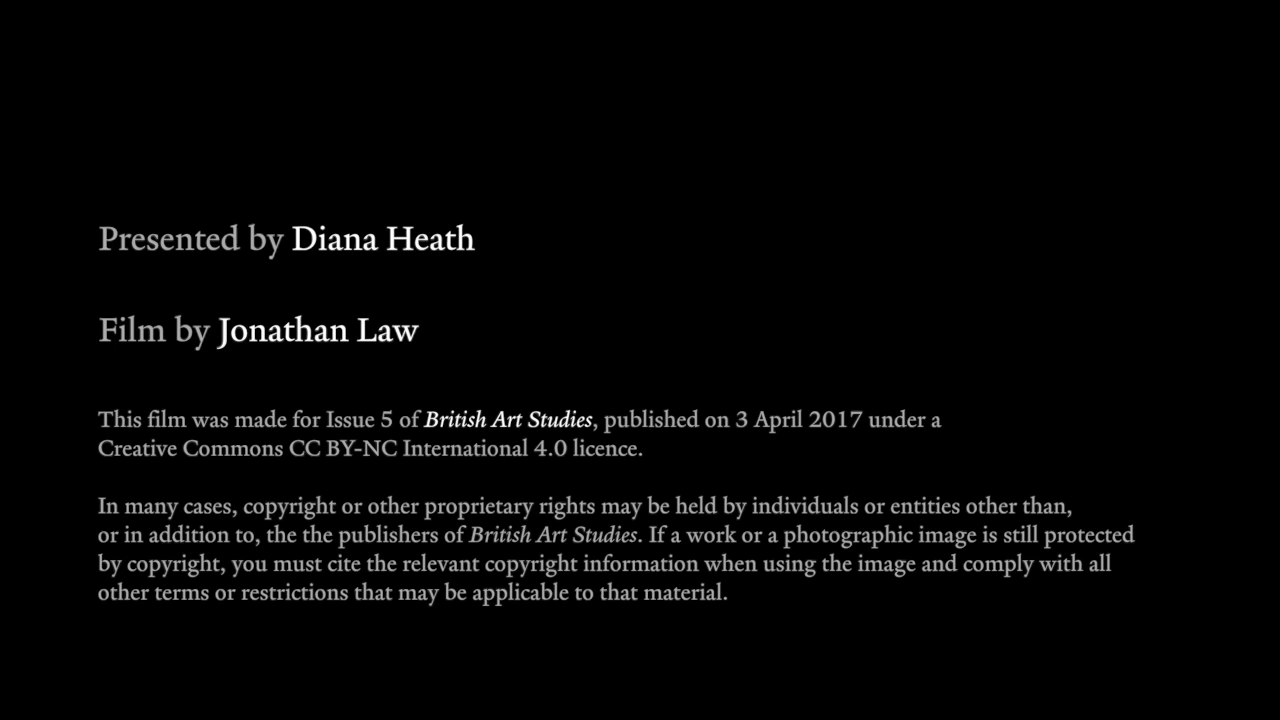 Presented by Diana Heath
Film by Jonathan Law
This film was made for Issue 5 of British Art Studies, published on 3 April 2017 under a
Creative Commons CC BY-NC International 4.0 licence.
In many cases, copyright or other proprietary rights may be held by individuals or entities other than,
or in addition to, the the publishers of British Art Studies. If a work or a photographic image is still protected
by copyright, you must cite the relevant copyright information when using the image and comply with all
other terms or restrictions that may be applicable to that material.